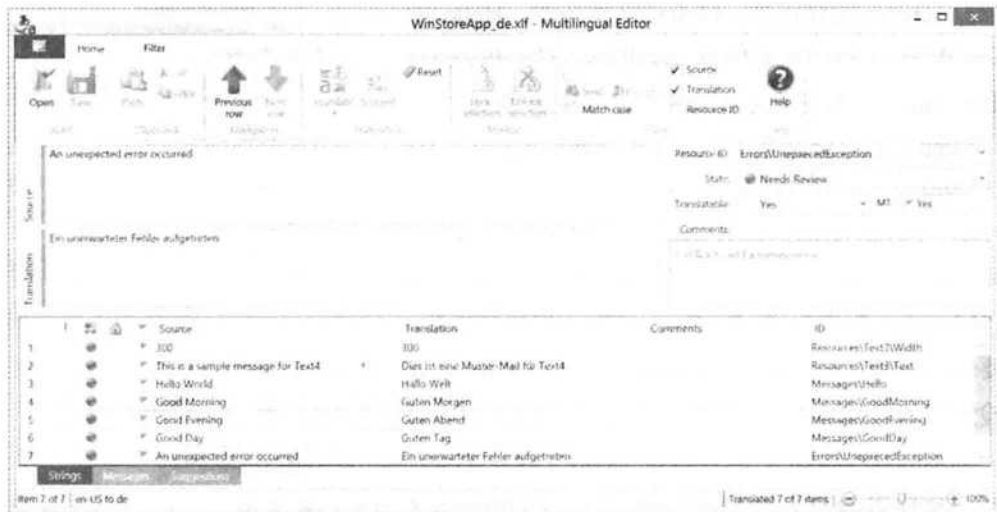 WinStoreApp_de.xlf - Multilingual Editor
Home Filter
Open Previous row Reset Match case Source Translation Resource ID Help
Source
An unexpected error occurred
Resource ID Errors\UnepxecedException
State: Needs Review
Translatable Yes MT Yes
Comments:
Translation
Ein unerwarteter Fehler aufgetreten
Source Translation Comments ID
1 300 300 Resources\Text7\Width
2 This is a sample message for Text4 Dies ist eine Muster-Mail für Text4 Resources\Text8\Text
3 Hello World Hallo Welt Messages\Hello
4 Good Morning Guten Morgen Messages\GoodMorning
5 Good Evening Guten Abend Messages\GoodEvening
6 Good Day Guten Tag Messages\GoodDay
7 An unexpected error occurred Ein unerwarteter Fehler aufgetreten Errors\UnepxecedException
Strings Messages Suggestions
Item 7 of 7 en-US to de Translated 7 of 7 items 100%